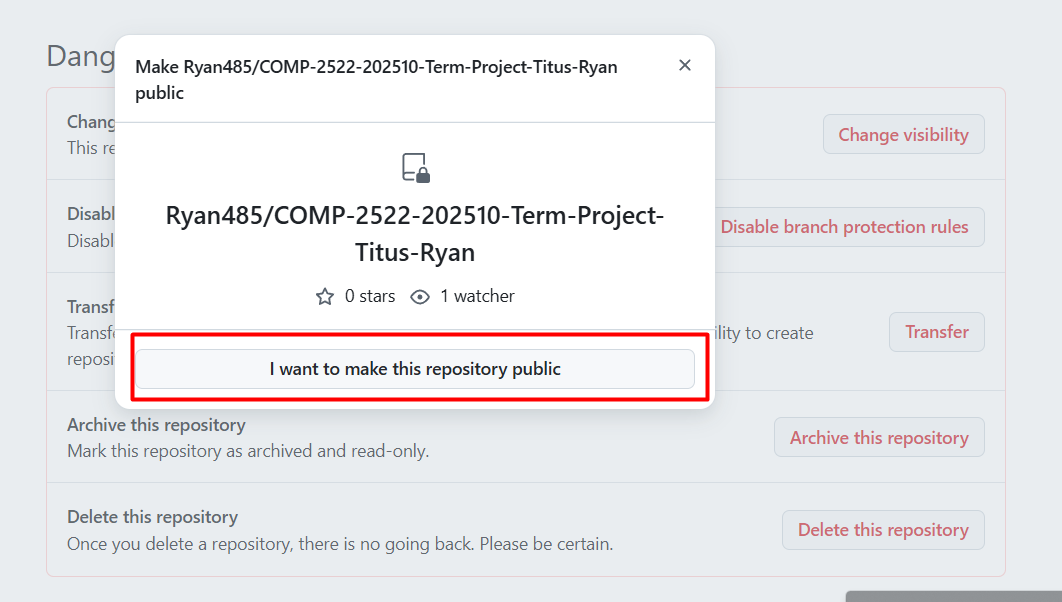 Dang
Make Ryan485/COMP-2522-202510-Term-Project-Titus-Ryan
public
Chang
This re
Change visibility
Ryan485/COMP-2522-202510-Term-Project-
Titus-Ryan
Disabl
Disabl
Disable branch protection rules
0 stars 1 watcher
Transf
Transfe
ility to create
reposi
Transfer
I want to make this repository public
Archive this repository
Mark this repository as archived and read-only.
Archive this repository
Delete this repository
Once you delete a repository, there is no going back. Please be certain.
Delete this repository